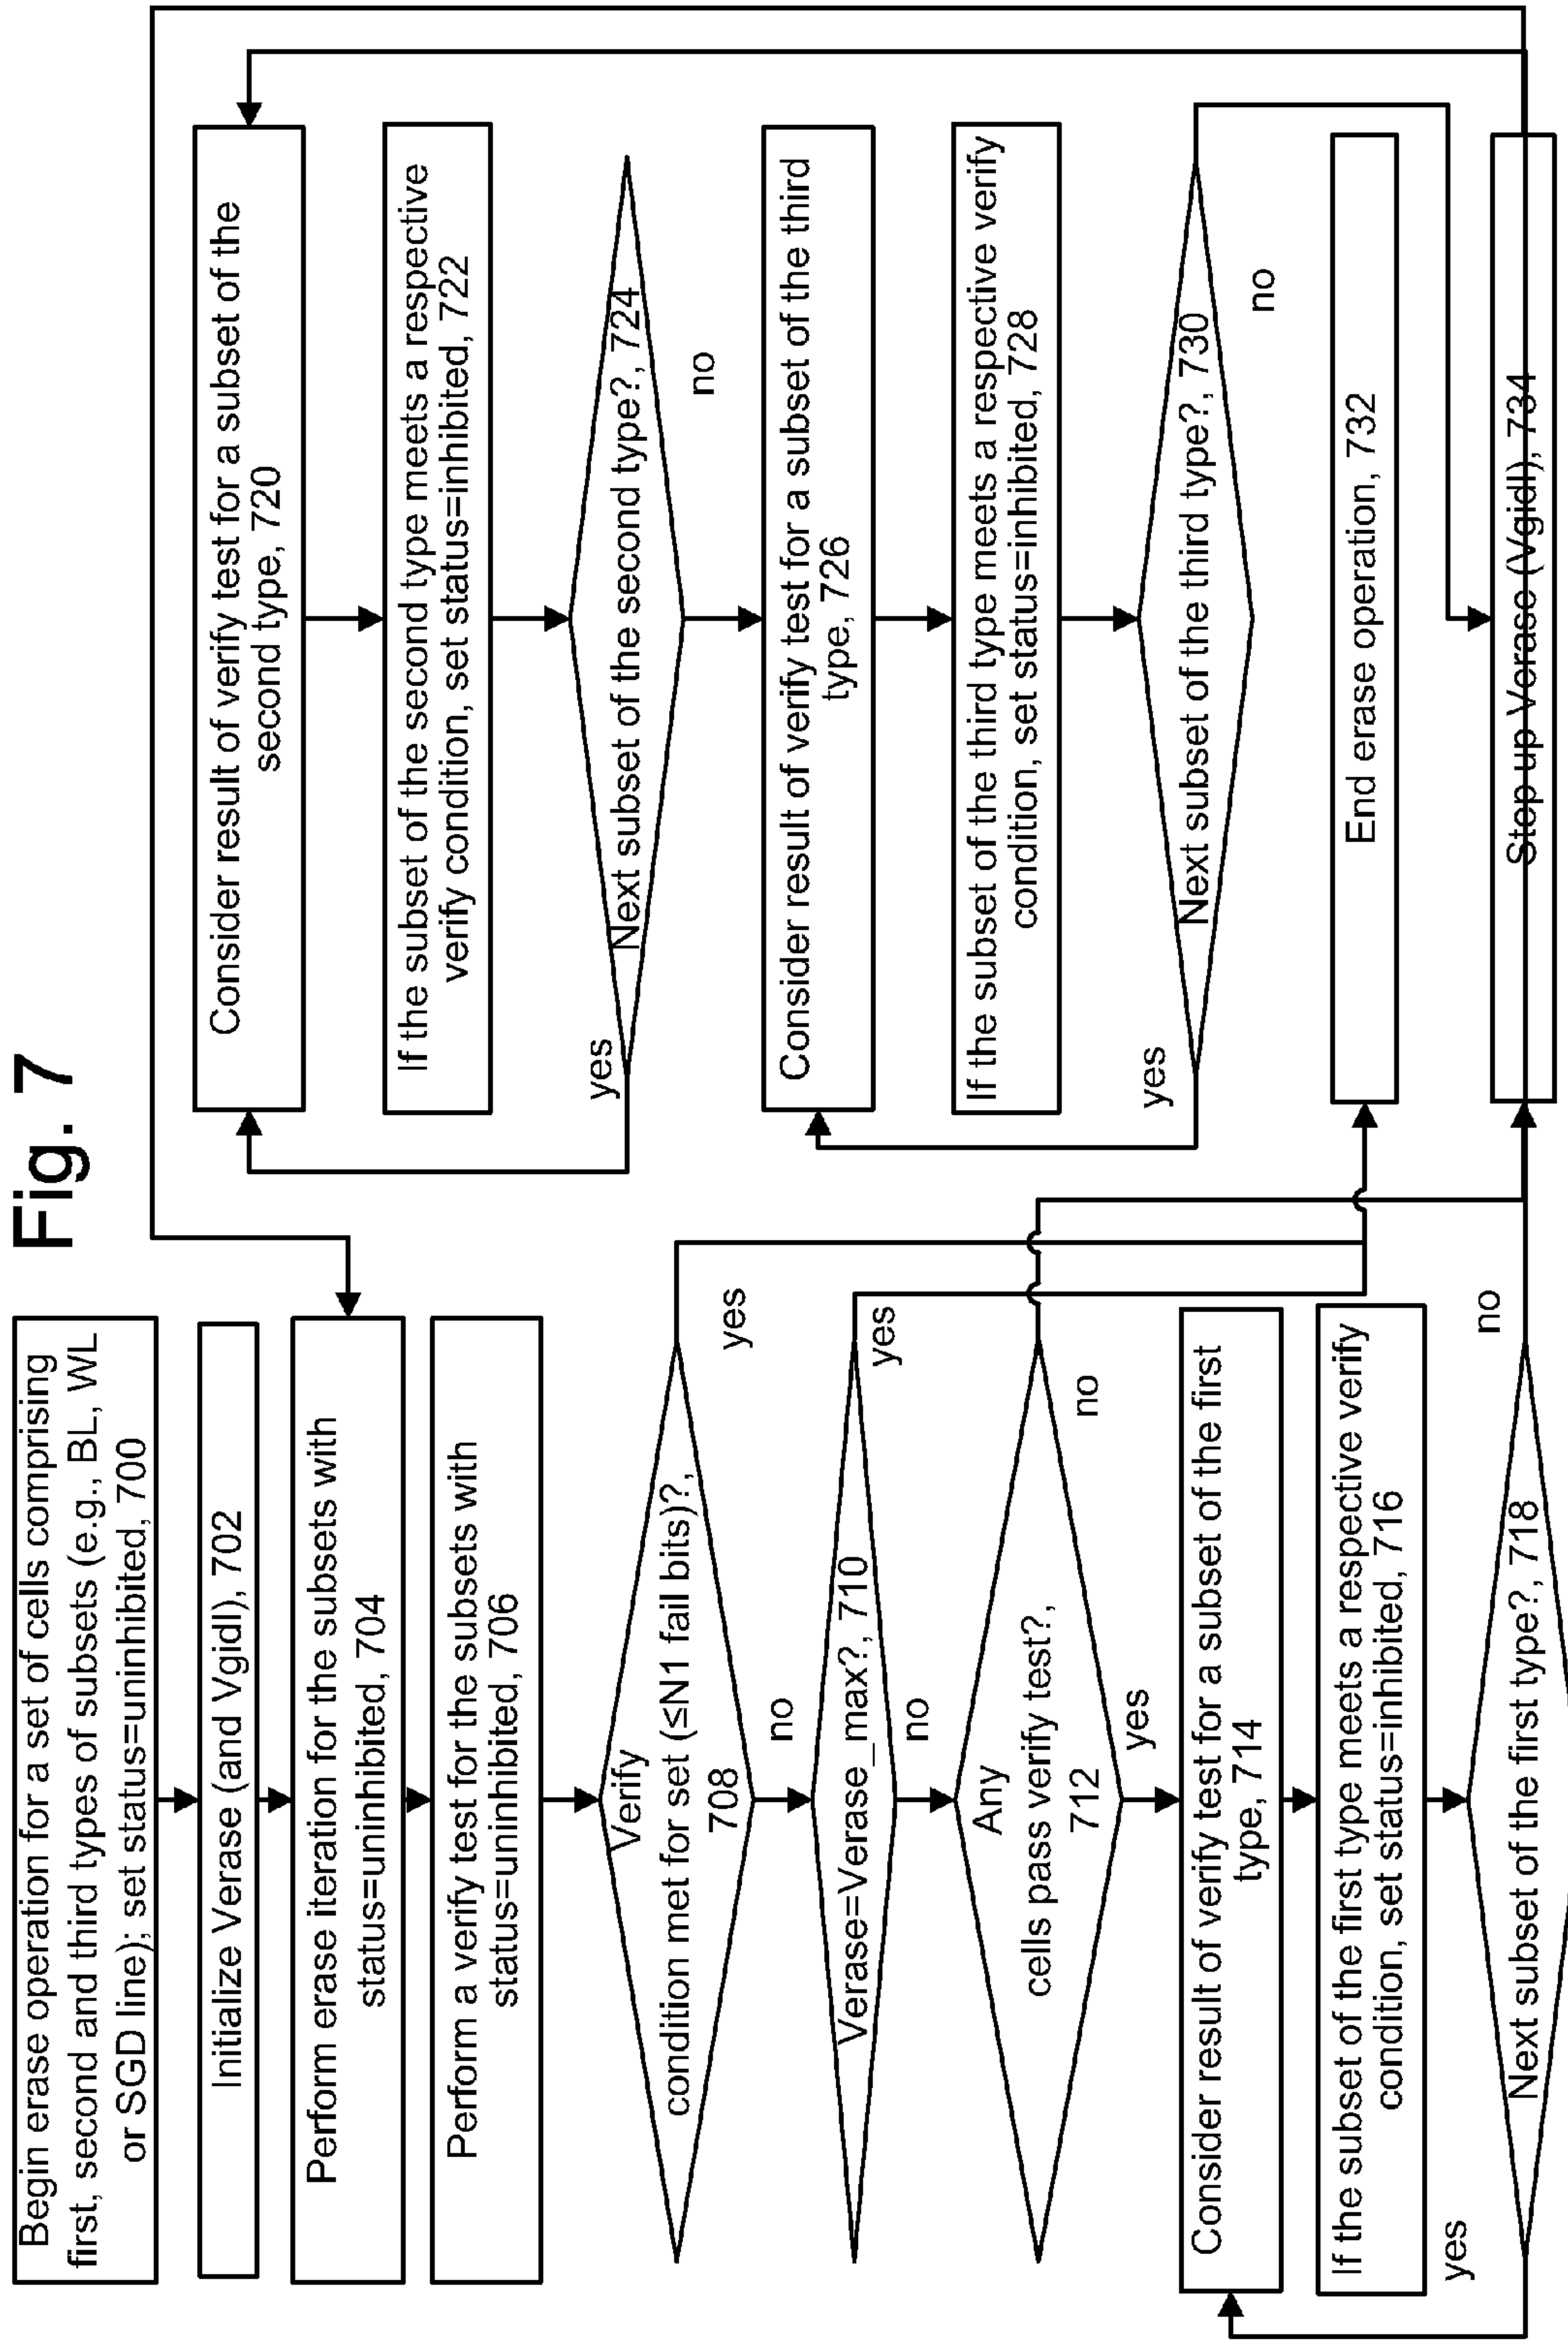 Fig. 7
Begin erase operation for a set of cells comprising
first, second and third types of subsets (e.g., BL, WL
or SGD line); set status=uninhibited, 700
Initialize Verase (and Vgidl), 702
Perform erase iteration for the subsets with
status=uninhibited, 704
Perform a verify test for the subsets with
status=uninhibited, 706
Verify
condition met for set (≤N1 fail bits)?,
708
yes
no
Verase=Verase_max?, 710
yes
no
Any
cells pass verify test?,
712
no
yes
Consider result of verify test for a subset of the first
type, 714
If the subset of the first type meets a respective verify
condition, set status=inhibited, 716
yes
no
Next subset of the first type?, 718
Consider result of verify test for a subset of the
second type, 720
If the subset of the second type meets a respective
verify condition, set status=inhibited, 722
yes
Next subset of the second type?, 724
no
Consider result of verify test for a subset of the third
type, 726
If the subset of the third type meets a respective verify
condition, set status=inhibited, 728
yes
Next subset of the third type?, 730
no
End erase operation, 732
Step up Verase (Vgidl), 734